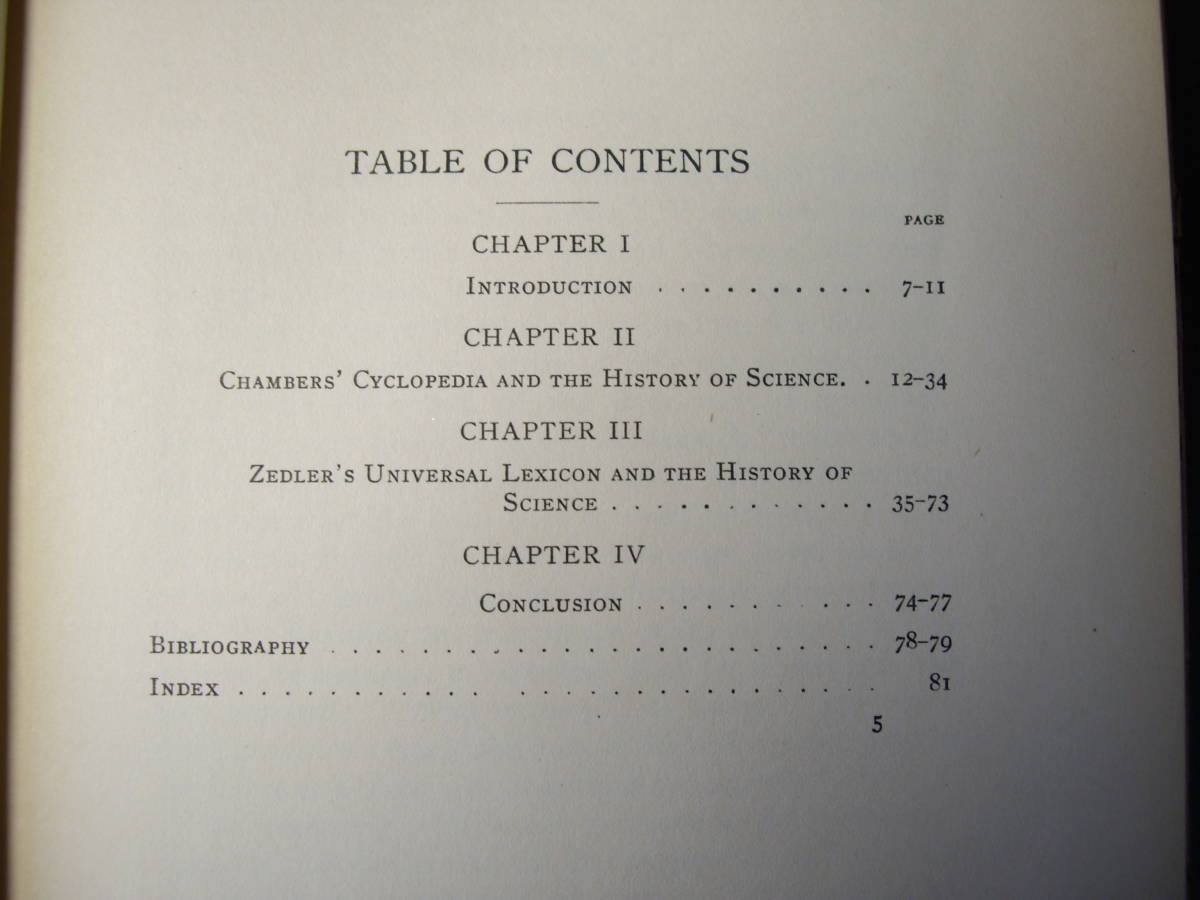 TABLE OF CONTENTS
PAGE
CHAPTER I
INTRODUCTION . . . . . . . . . . 7-11
CHAPTER II
CHAMBERS' CYCLOPEDIA AND THE HISTORY OF SCIENCE. . 12-34
CHAPTER III
ZEDLER'S UNIVERSAL LEXICON AND THE HISTORY OF
SCIENCE . . . . . . . . . . . . 35-73
CHAPTER IV
CONCLUSION . . . . . . . . . . . 74-77
BIBLIOGRAPHY . . . . . . . . . . . . . . . . . . . . . . . . 78-79
INDEX . . . . . . . . . . . . . . . . . . . . . . . . . . . 81
5